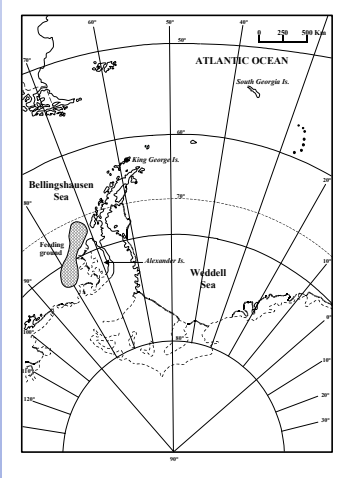 60°
50°
40°
0 250 500 Km
50°
70°
ATLANTIC OCEAN
South Georgia Is.
60°
King George Is.
20°
Bellingshausen
Sea
80°
70°
Feeding
ground
Alexander Is.
10°
Weddell
Sea
90°
0°
100°
80°
110°
10°
120°
20°
30°
90°